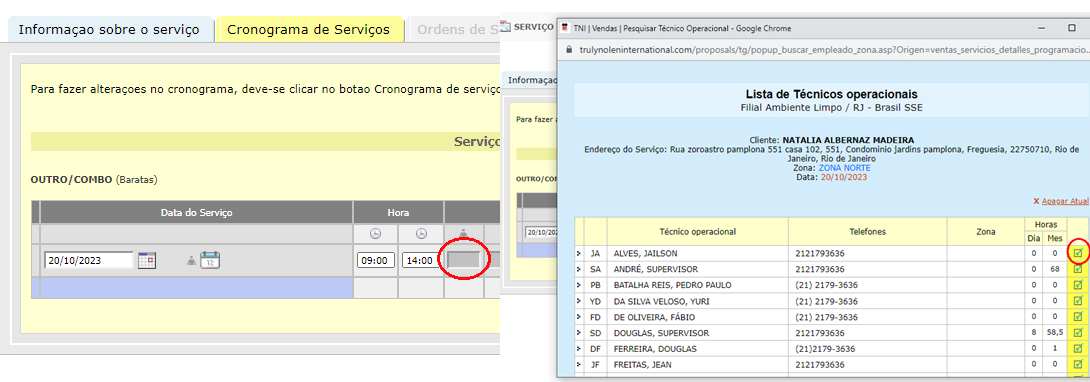 Informaçao sobre o serviço
Cronograma de Serviços
Ordens de S
Para fazer alteraçoes no cronograma, deve-se clicar no botao Cronograma de serviço
Serviço
OUTRO/COMBO (Baratas)
Data do Serviço Hora
20/10/2023 12 09:00 14:00
SERVIÇO
Informaçao
Para fazer a
OUTRO/COM
20/10/202
TNI | Vendas | Pesquisar Técnico Operacional - Google Chrome
trulynoleninternational.com/proposals/tg/popup_buscar_empleado_zona.asp?Origen=ventas_servicios_detalles_programacio...
Lista de Técnicos operacionais
Filial Ambiente Limpo / RJ - Brasil SSE
Cliente: NATALIA ALBERNAZ MADEIRA
Endereço do Serviço: Rua zoroastro pamplona 551 casa 102, 551, Condominio jardins pamplona, Freguesia, 22750710, Rio de
Janeiro, Rio de Janeiro
Zona: ZONA NORTE
Data: 20/10/2023
X Apagar Atual
Técnico operacional Telefones Zona Horas
Dia Mes
JA ALVES, JAILSON 2121793636 0 0
SA ANDRÉ, SUPERVISOR 2121793636 0 68
PB BATALHA REIS, PEDRO PAULO (21) 2179-3636 0 0
YD DA SILVA VELOSO, YURI (21) 2179-3636 0 0
FD DE OLIVEIRA, FÁBIO (21) 2179-3636 0 0
SD DOUGLAS, SUPERVISOR 2121793636 8 58,5
DF FERREIRA, DOUGLAS (21)2179-3636 0 1
JF FREITAS, JEAN 2121793636 0 0